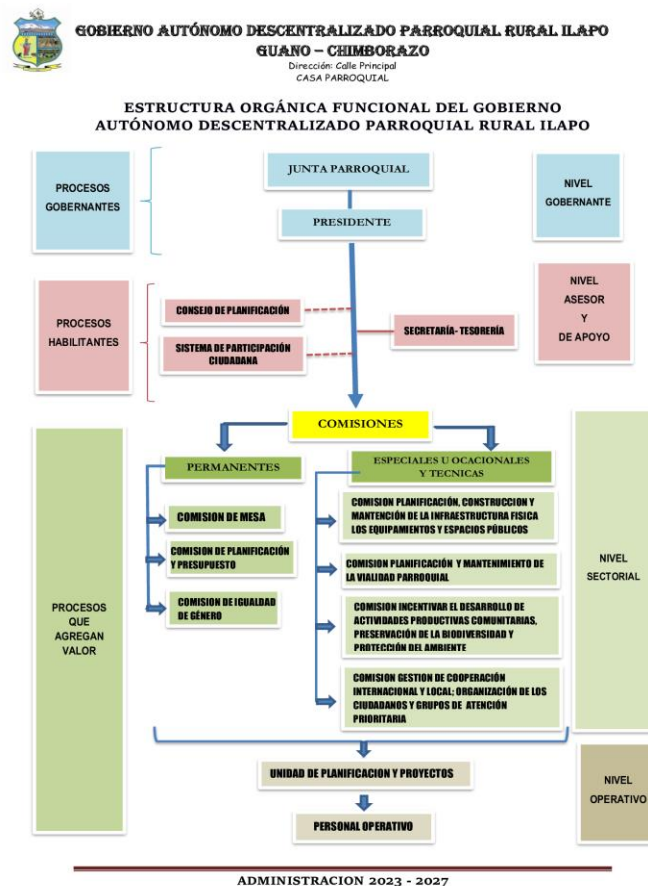 GOBIERNO AUTÓNOMO DESCENTRALIZADO PARROQUIAL RURAL ILAPO
GUANO – CHIMBORAZO
Dirección: Calle Principal
CASA PARROQUIAL
ESTRUCTURA ORGÁNICA FUNCIONAL DEL GOBIERNO
AUTÓNOMO DESCENTRALIZADO PARROQUIAL RURAL ILAPO
PROCESOS
GOBERNANTES
JUNTA PARROQUIAL
PRESIDENTE
NIVEL
GOBERNANTE
PROCESOS
HABILITANTES
CONSEJO DE PLANIFICACIÓN
SISTEMA DE PARTICIPACIÓN
CIUDADANA
SECRETARÍA- TESORERÍA
NIVEL
ASESOR
Y
DE APOYO
COMISIONES
PERMANENTES
ESPECIALES U OCACIONALES
Y TECNICAS
COMISION DE MESA
COMISION DE PLANIFICACIÓN
Y PRESUPUESTO
COMISION DE IGUALDAD
DE GÉNERO
COMISION PLANIFICACIÓN, CONSTRUCCION Y
MANTENCIÓN DE LA INFRAESTRUCTURA FISICA
LOS EQUIPAMIENTOS Y ESPACIOS PÚBLICOS
COMISION PLANIFICACIÓN Y MANTENIMIENTO DE
LA VIALIDAD PARROQUIAL
COMISION INCENTIVAR EL DESARROLLO DE
ACTIVIDADES PRODUCTIVAS COMUNITARIAS,
PRESERVACIÓN DE LA BIODIVERSIDAD Y
PROTECCIÓN DEL AMBIENTE
COMISION GESTION DE COOPERACIÓN
INTERNACIONAL Y LOCAL; ORGANIZACIÓN DE LOS
CIUDADANOS Y GRUPOS DE ATENCIÓN
PRIORITARIA
PROCESOS
QUE
AGREGAN
VALOR
NIVEL
SECTORIAL
UNIDAD DE PLANIFICACION Y PROYECTOS
PERSONAL OPERATIVO
NIVEL
OPERATIVO
ADMINISTRACION 2023 - 2027